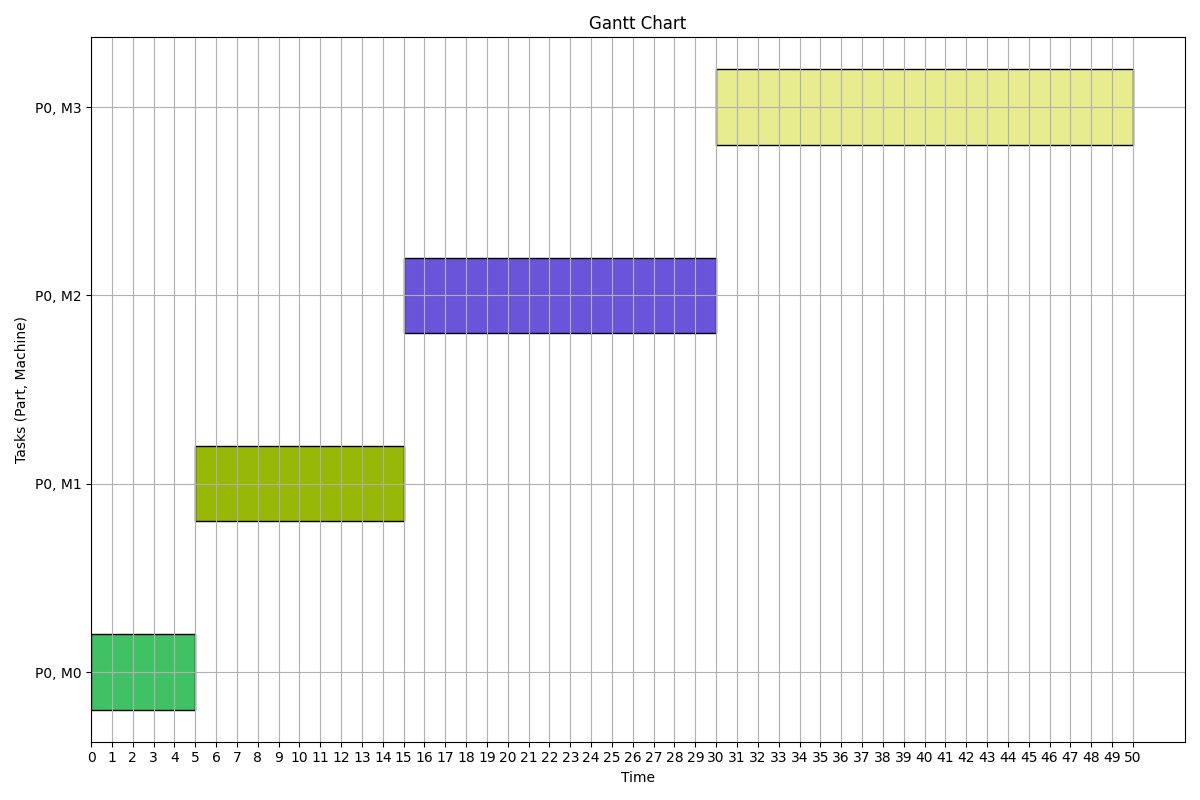 Gantt Chart
Tasks (Part, Machine)
P0, M3
P0, M2
P0, M1
P0, M0
0 1 2 3 4 5 6 7 8 9 10 11 12 13 14 15 16 17 18 19 20 21 22 23 24 25 26 27 28 29 30 31 32 33 34 35 36 37 38 39 40 41 42 43 44 45 46 47 48 49 50
Time